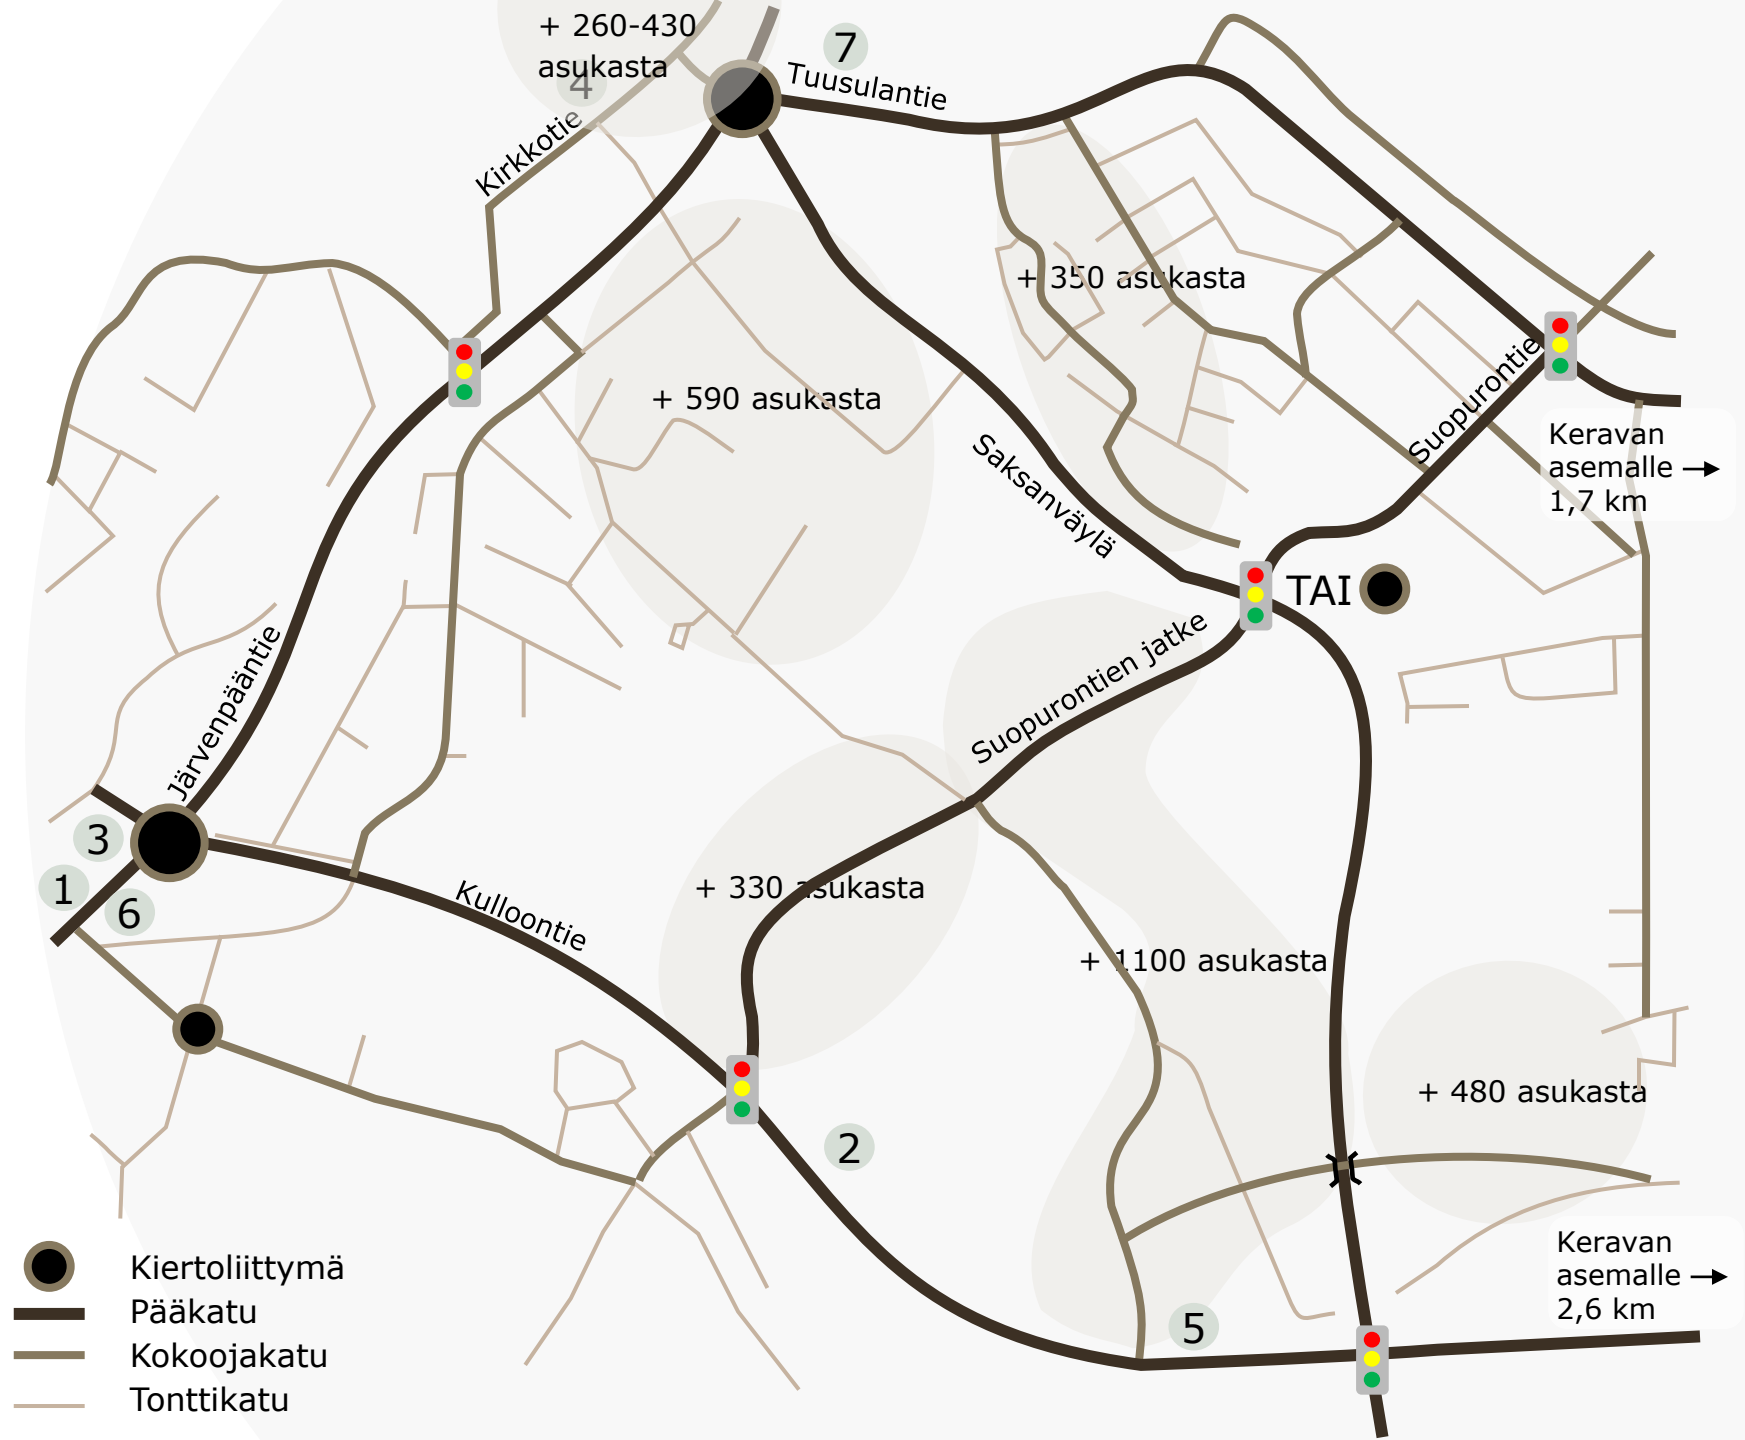 + 260-430
asukasta
4
7
Tuusulantie
Kirkkotie
+ 350 asukasta
+ 590 asukasta
Suopurontie
Keravan
asemalle →
1,7 km
Saksanväylä
TAI
Suopurontien jatke
Järvenpääntie
3
1
6
Kulloontie
+ 330 asukasta
+ 1100 asukasta
+ 480 asukasta
2
5
Keravan
asemalle →
2,6 km
Kiertoliittymä
Pääkatu
Kokoojakatu
Tonttikatu